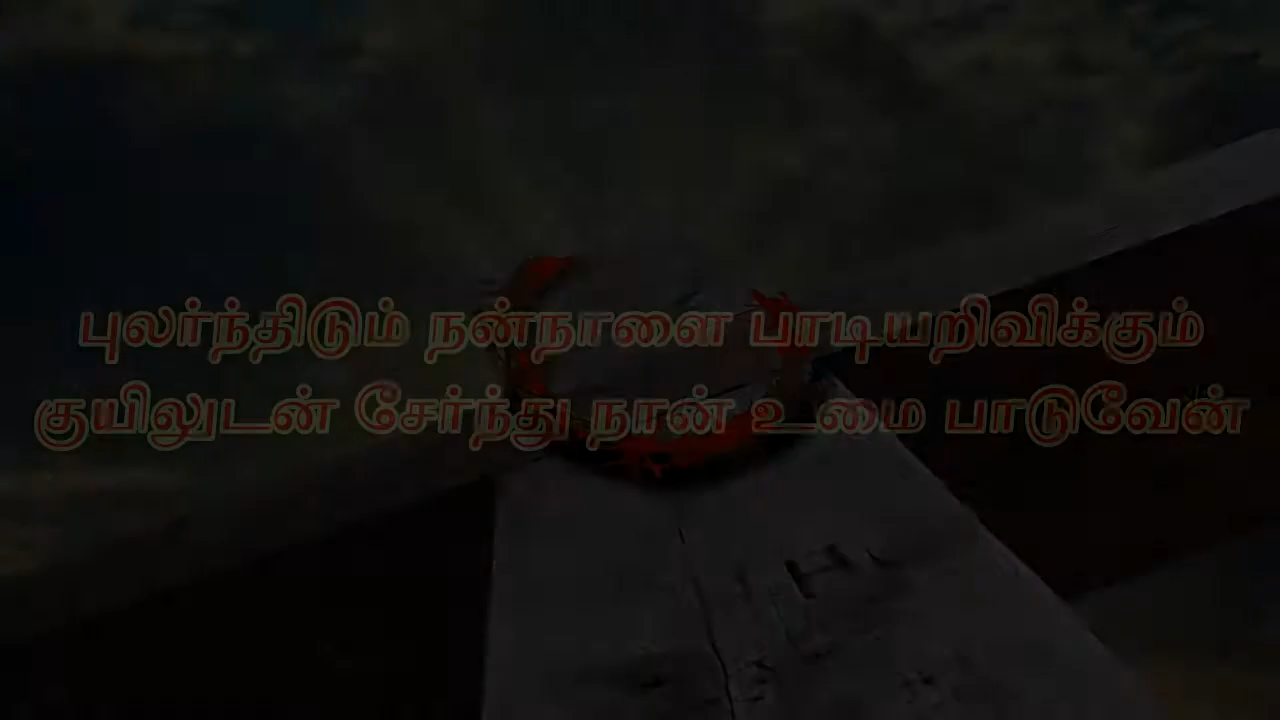 புலர்ந்திடும் நன்நாளை பாடியறிவிக்கும்
குயிலுடன் சேர்ந்து நான் உமை பாடுவேன்